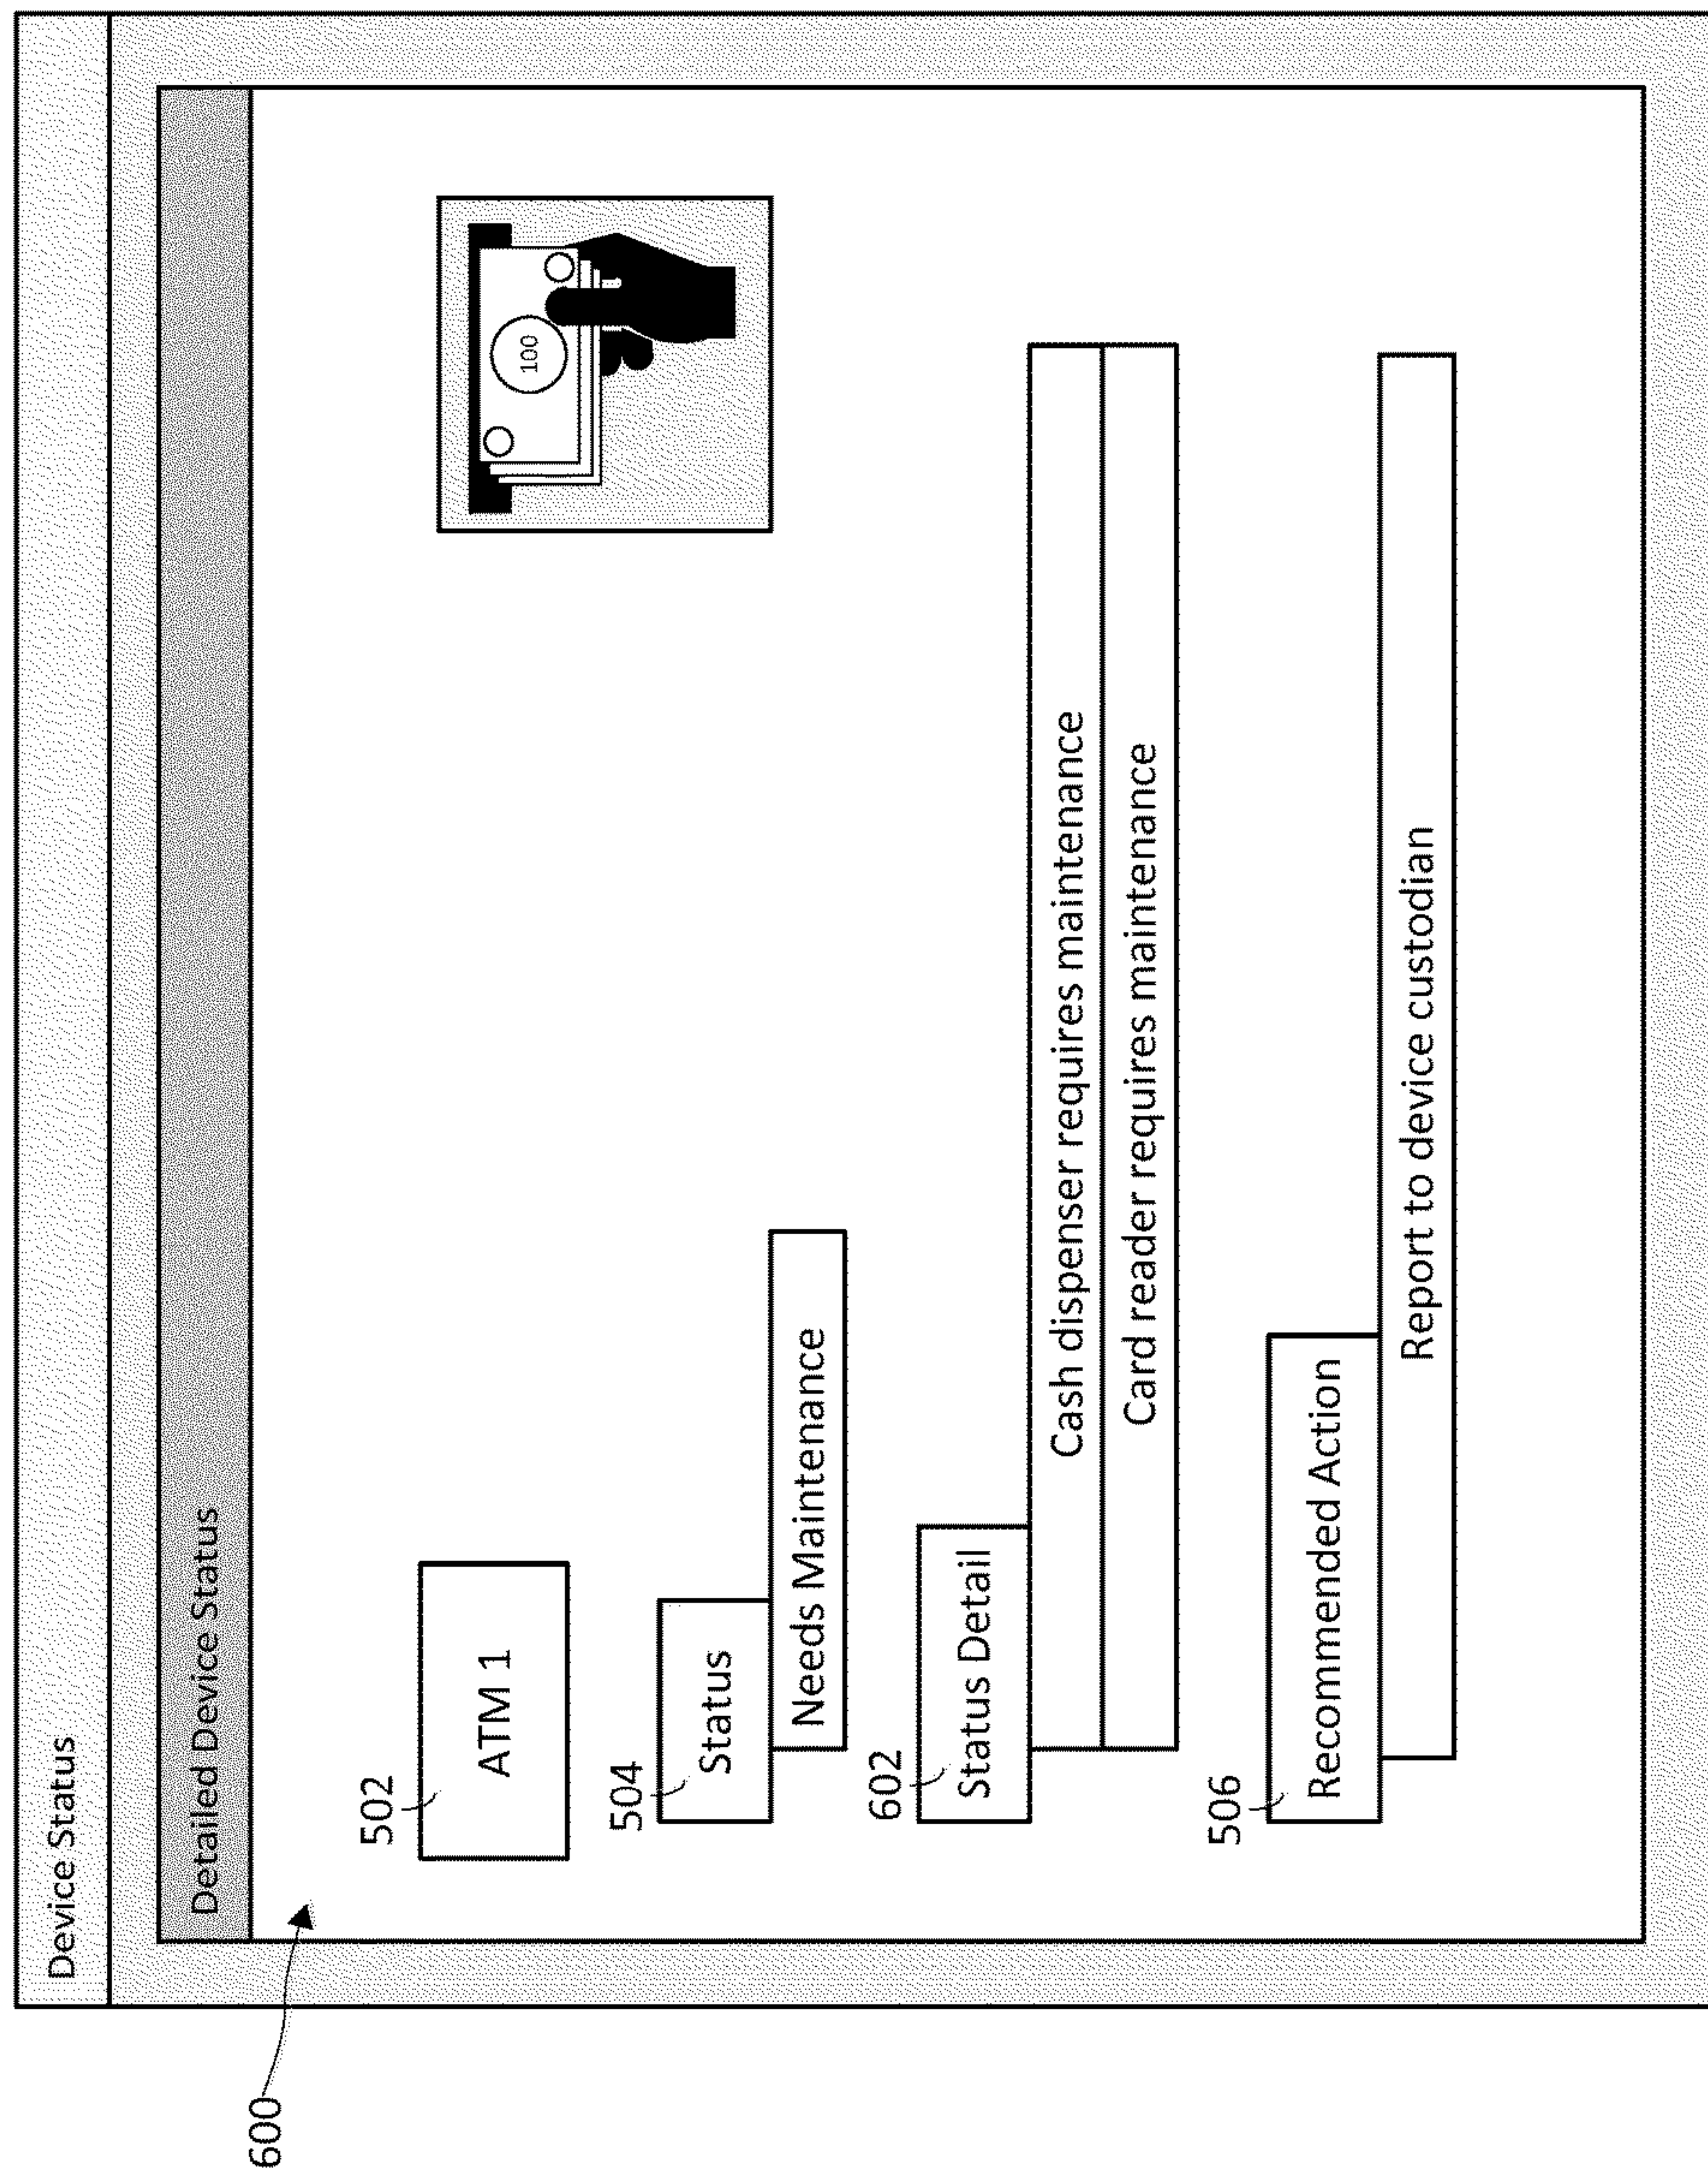 Device Status
Detailed Device Status
600
502
ATM 1
100
504
Status
Needs Maintenance
602
Status Detail
Cash dispenser requires maintenance
Card reader requires maintenance
506
Recommended Action
Report to device custodian